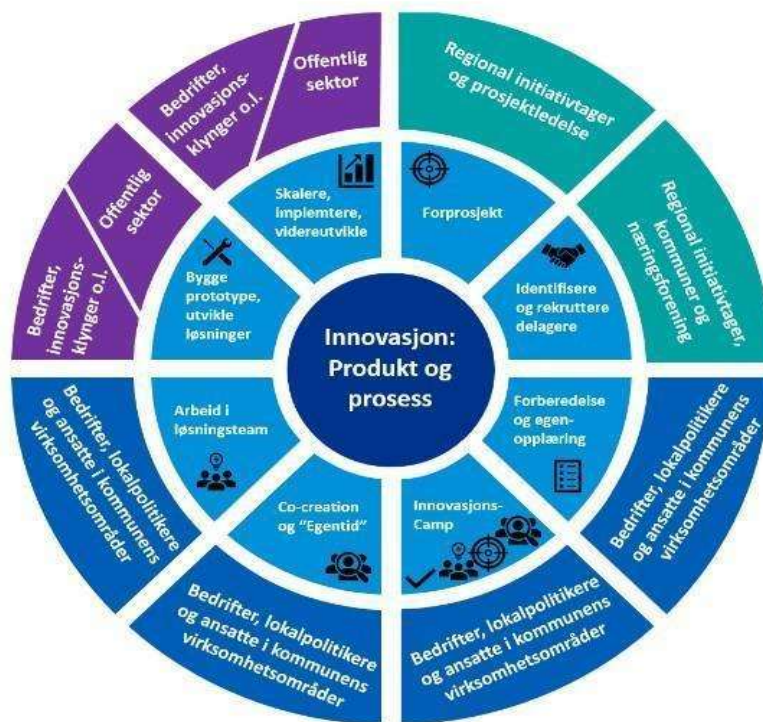 Bedrifter,
innovasjons-
klynger o.l.
Offentlig
sektor
Regional initiativtager
og prosjektledelse
Regional initiativtager,
kommuner og
næringsforening
Bedrifter, lokalpolitikere
og ansatte i kommunens
virksomhetsområder
Bedrifter, lokalpolitikere
og ansatte i kommunens
virksomhetsområder
Bedrifter, lokalpolitikere
og ansatte i kommunens
virksomhetsområder
Bedrifter, lokalpolitikere
og ansatte i kommunens
virksomhetsområder
Bedrifter,
innovasjons-
klynger o.l.
Offentlig
sektor
Skalere,
implemtere,
videreutvikle
Forprosjekt
Identifisere
og rekruttere
delagere
Forberedelse
og egen-
opplæring
Innovasjons-
Camp
Co-creation
og "Egentid"
Arbeid i
løsningsteam
Bygge
prototype,
utvikle
løsninger
Innovasjon:
Produkt og
prosess